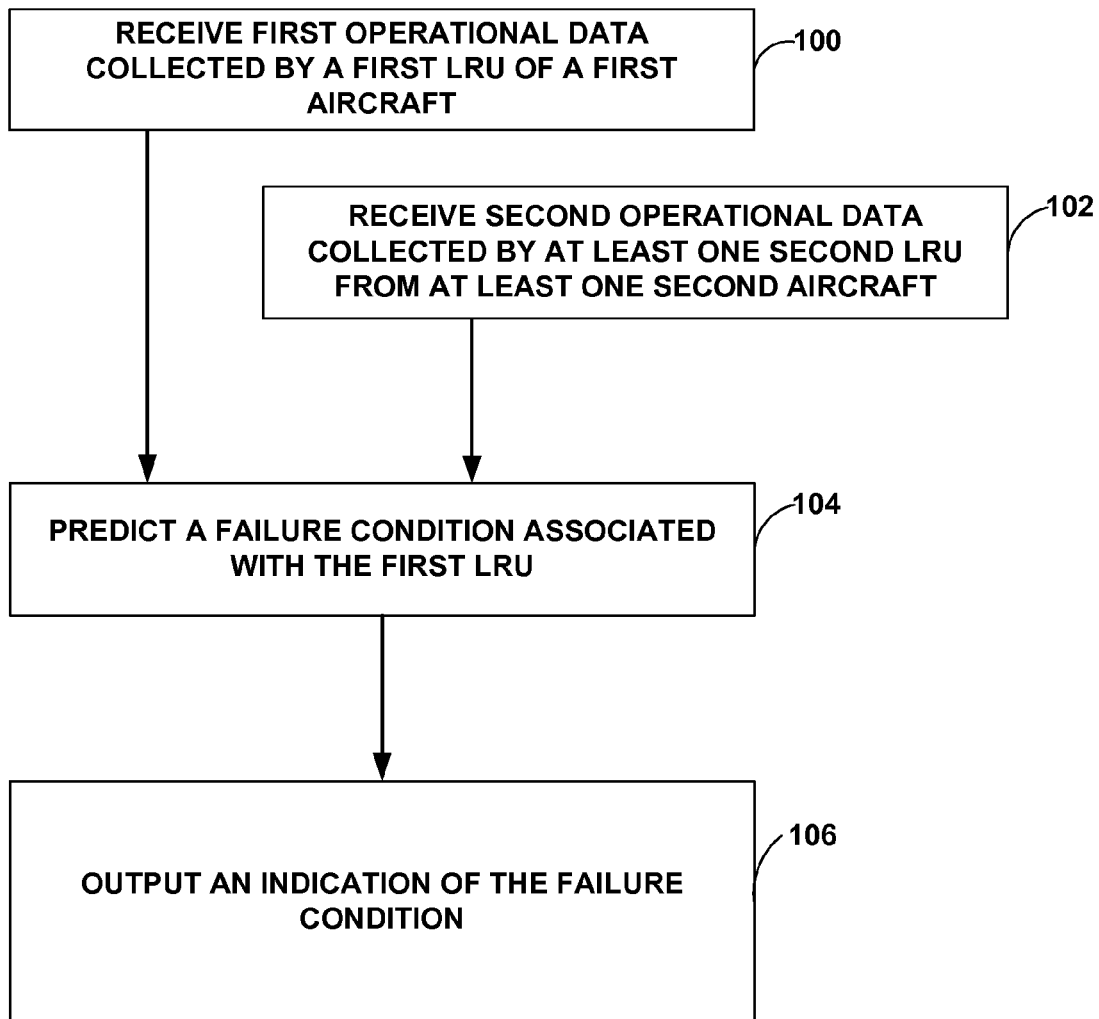 RECEIVE FIRST OPERATIONAL DATA
COLLECTED BY A FIRST LRU OF A FIRST
AIRCRAFT
100
RECEIVE SECOND OPERATIONAL DATA
COLLECTED BY AT LEAST ONE SECOND LRU
FROM AT LEAST ONE SECOND AIRCRAFT
102
PREDICT A FAILURE CONDITION ASSOCIATED
WITH THE FIRST LRU
104
OUTPUT AN INDICATION OF THE FAILURE
CONDITION
106